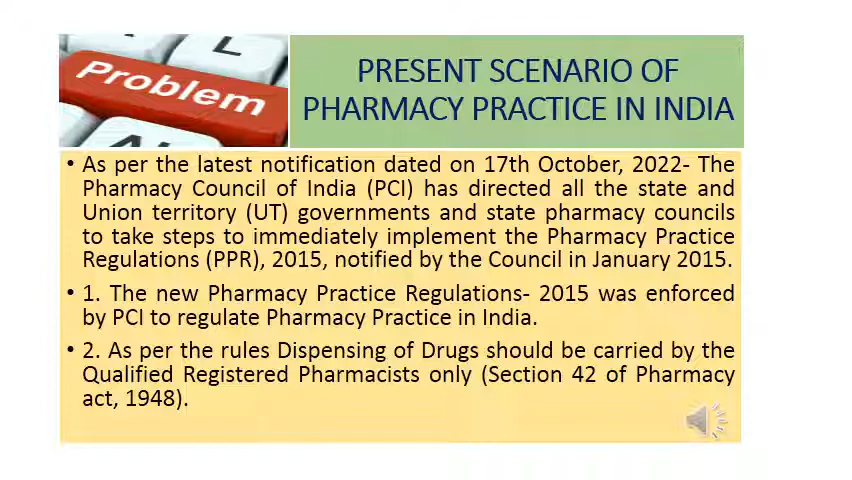 Problem
L
PRESENT SCENARIO OF
PHARMACY PRACTICE IN INDIA
• As per the latest notification dated on 17th October, 2022- The
Pharmacy Council of India (PCI) has directed all the state and
Union territory (UT) governments and state pharmacy councils
to take steps to immediately implement the Pharmacy Practice
Regulations (PPR), 2015, notified by the Council in January 2015.
• 1. The new Pharmacy Practice Regulations- 2015 was enforced
by PCI to regulate Pharmacy Practice in India.
• 2. As per the rules Dispensing of Drugs should be carried by the
Qualified Registered Pharmacists only (Section 42 of Pharmacy
act, 1948).